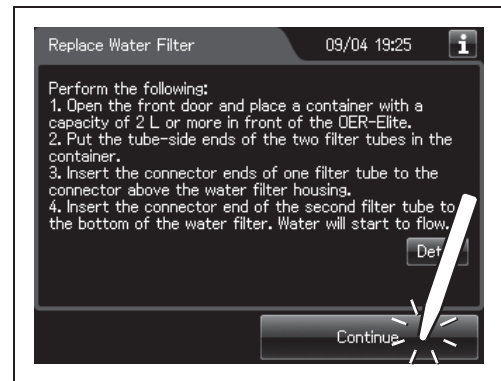 Replace Water Filter
09/04 19:25
i
Perform the following:
1. Open the front door and place a container with a
capacity of 2 L or more in front of the OER-Elite.
2. Put the tube-side ends of the two filter tubes in the
container.
3. Insert the connector ends of one filter tube to the
connector above the water filter housing.
4. Insert the connector end of the second filter tube to
the bottom of the water filter. Water will start to flow.
Continue